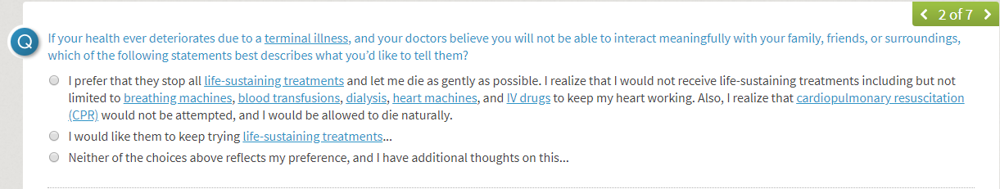 2 of 7
Q
If your health ever deteriorates due to a terminal illness, and your doctors believe you will not be able to interact meaningfully with your family, friends, or surroundings,
which of the following statements best describes what you’d like to tell them?
I prefer that they stop all life-sustaining treatments and let me die as gently as possible. I realize that I would not receive life-sustaining treatments including but not
limited to breathing machines, blood transfusions, dialysis, heart machines, and IV drugs to keep my heart working. Also, I realize that cardiopulmonary resuscitation
(CPR) would not be attempted, and I would be allowed to die naturally.
I would like them to keep trying life-sustaining treatments...
Neither of the choices above reflects my preference, and I have additional thoughts on this...